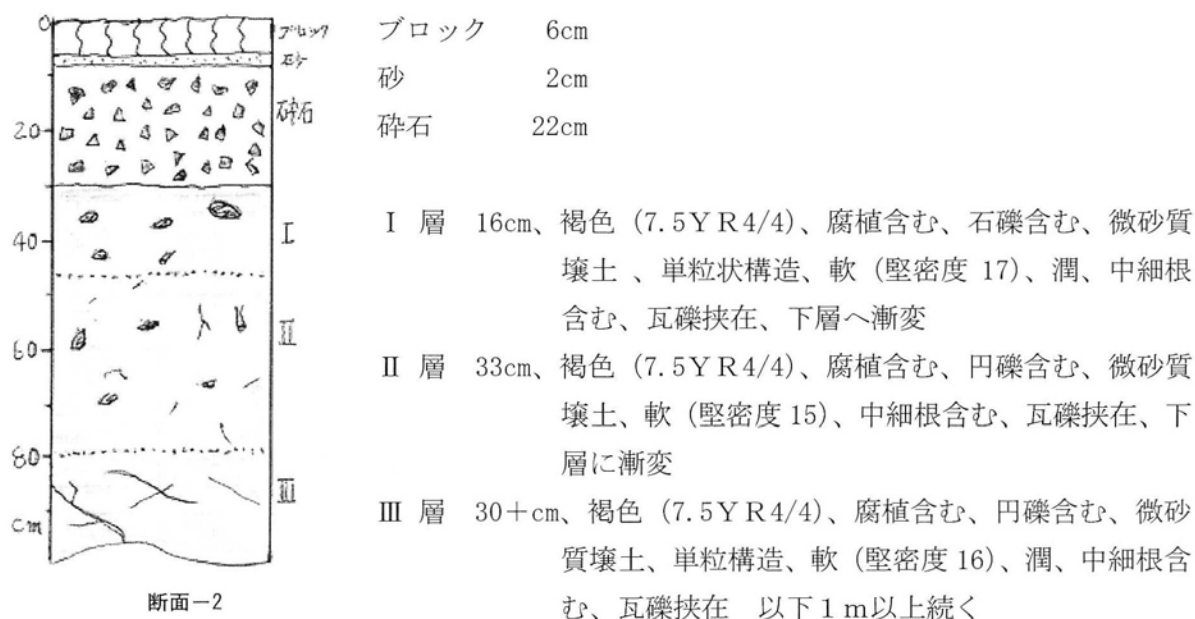 0
20
40
60
80
cm
ブロック
砂
砕石
Ⅰ
Ⅱ
Ⅲ
断面－2
ブロック 6cm
砂 2cm
砕石 22cm
Ⅰ 層 16cm、褐色（7.5ＹＲ4/4）、腐植含む、石礫含む、微砂質
壌土 、単粒状構造、軟（堅密度 17）、潤、中細根
含む、瓦礫挟在、下層へ漸変
Ⅱ 層 33cm、褐色（7.5ＹＲ4/4）、腐植含む、円礫含む、微砂質
壌土、軟（堅密度 15）、中細根含む、瓦礫挟在、下
層に漸変
Ⅲ 層 30＋cm、褐色（7.5ＹＲ4/4）、腐植含む、円礫含む、微砂
質壌土、単粒構造、軟（堅密度 16）、潤、中細根含
む、瓦礫挟在 以下１ｍ以上続く